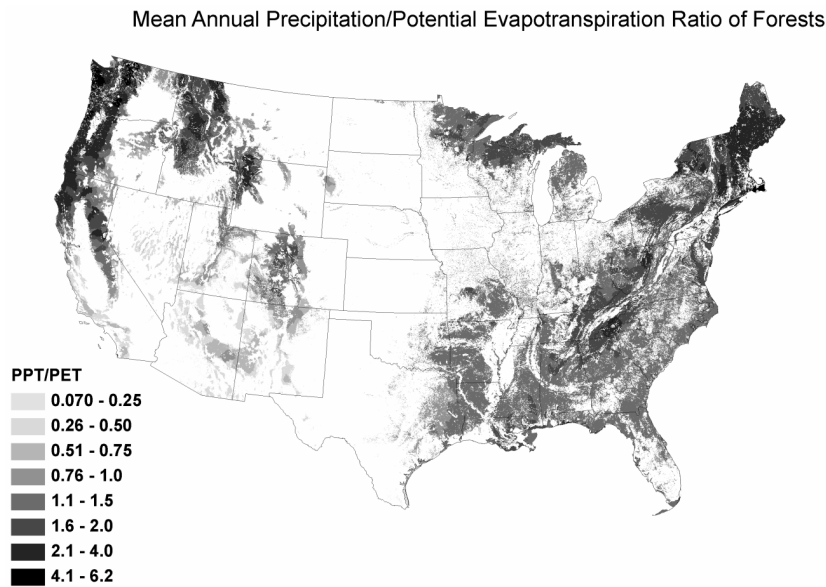 Mean Annual Precipitation/Potential Evapotranspiration Ratio of Forests
PPT/PET
0.070 - 0.25
0.26 - 0.50
0.51 - 0.75
0.76 - 1.0
1.1 - 1.5
1.6 - 2.0
2.1 - 4.0
4.1 - 6.2